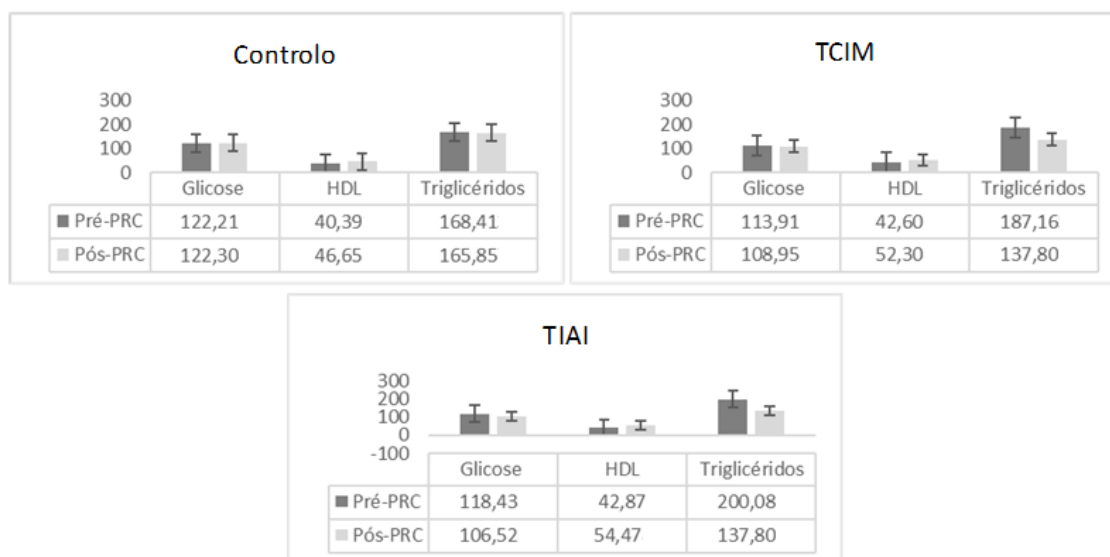 Controlo
300
200
100
0
Glicose HDL Triglicéridos
Pré-PRC 122,21 40,39 168,41
Pós-PRC 122,30 46,65 165,85
TCIM
300
200
100
0
Glicose HDL Triglicéridos
Pré-PRC 113,91 42,60 187,16
Pós-PRC 108,95 52,30 137,80
TIAI
300
200
100
0
-100
Glicose HDL Triglicéridos
Pré-PRC 118,43 42,87 200,08
Pós-PRC 106,52 54,47 137,80